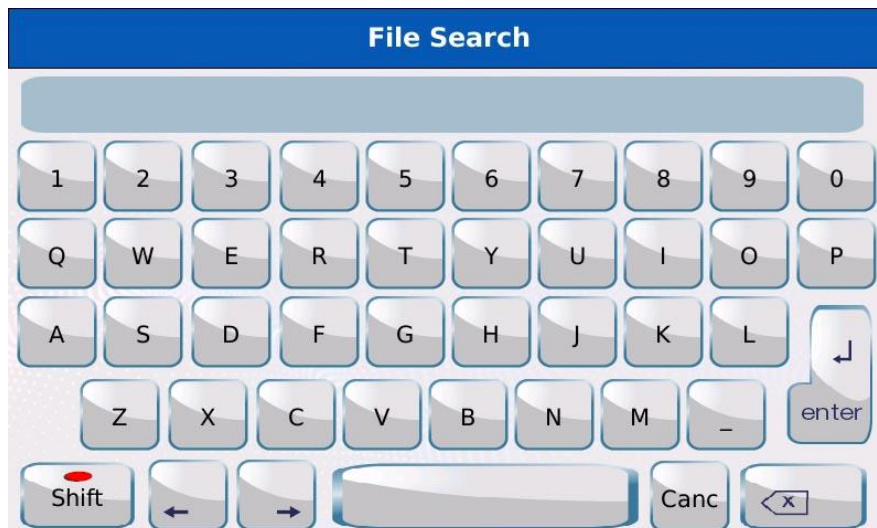 File Search
1 2 3 4 5 6 7 8 9 0
Q W E R T Y U I O P
A S D F G H J K L
Z X C V B N M _ enter
Shift ← → Canc x